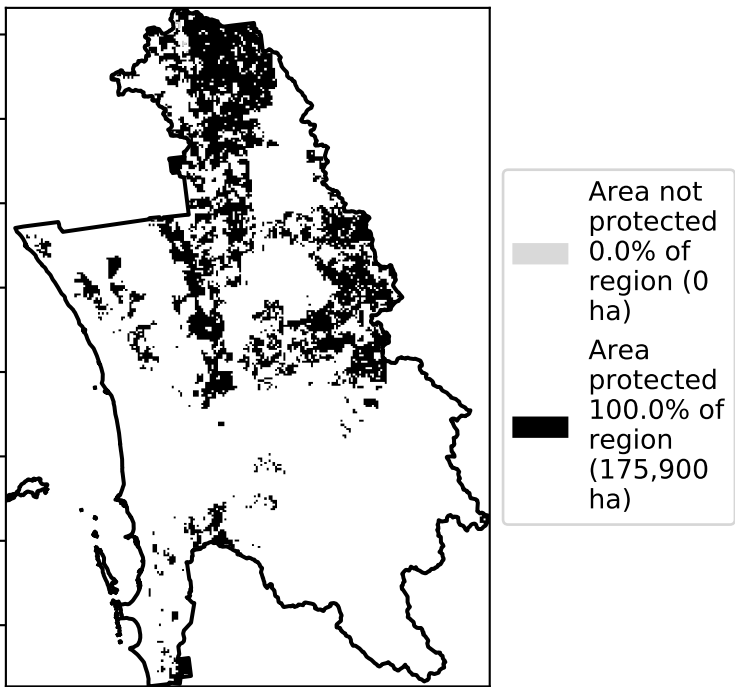 Area not
protected
0.0% of
region (0
ha)
Area
protected
100.0% of
region
(175,900
ha)